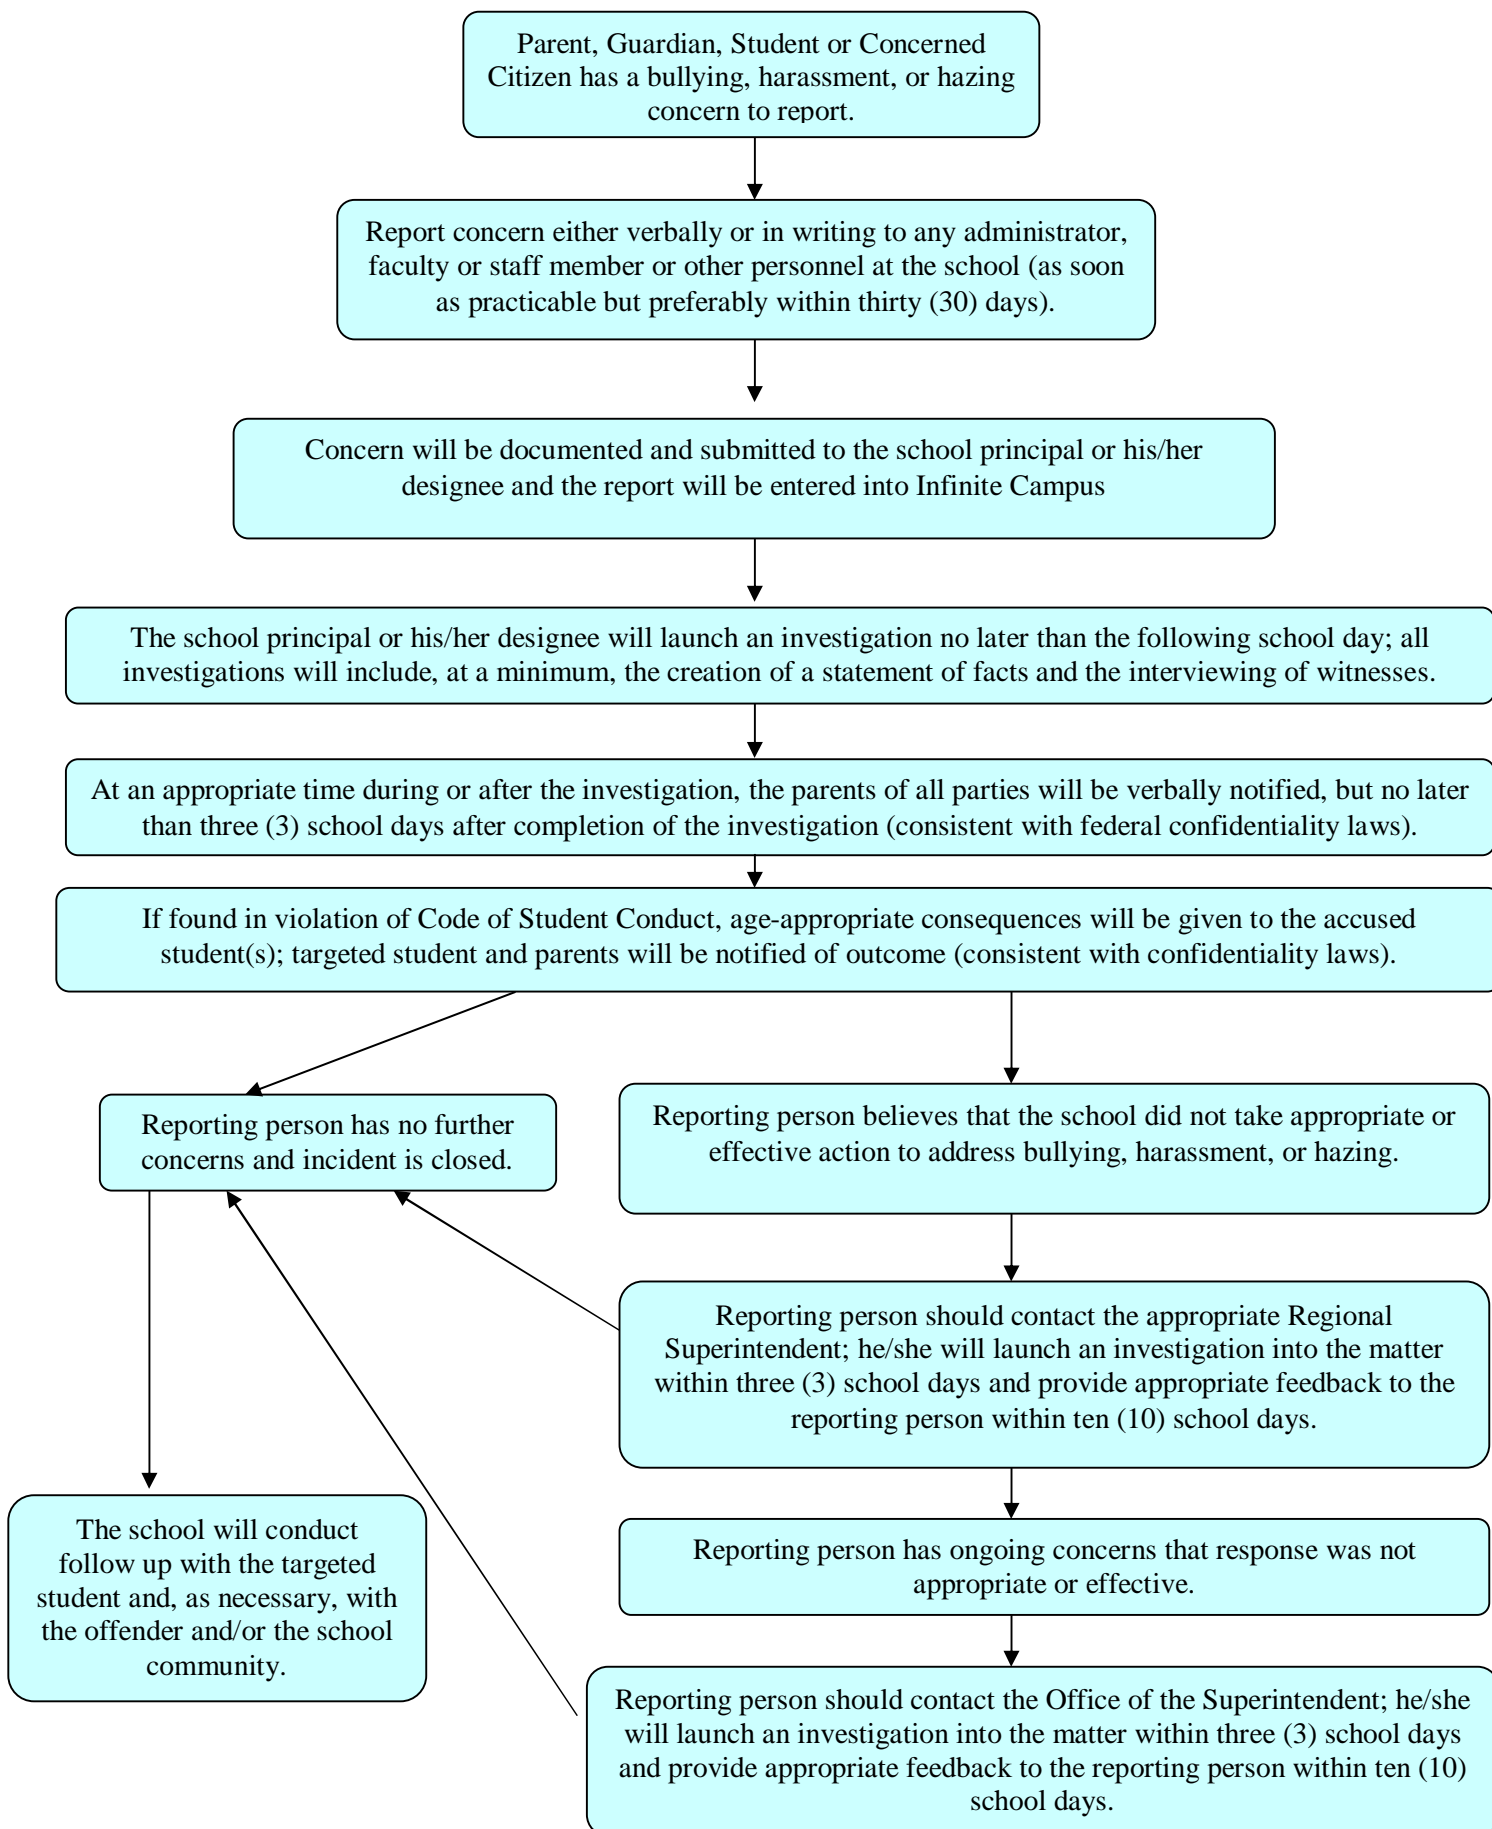 Parent, Guardian, Student or Concerned
Citizen has a bullying, harassment, or hazing
concern to report.
Report concern either verbally or in writing to any administrator,
faculty or staff member or other personnel at the school (as soon
as practicable but preferably within thirty (30) days).
Concern will be documented and submitted to the school principal or his/her
designee and the report will be entered into Infinite Campus
The school principal or his/her designee will launch an investigation no later than the following school day; all
investigations will include, at a minimum, the creation of a statement of facts and the interviewing of witnesses.
At an appropriate time during or after the investigation, the parents of all parties will be verbally notified, but no later
than three (3) school days after completion of the investigation (consistent with federal confidentiality laws).
If found in violation of Code of Student Conduct, age-appropriate consequences will be given to the accused
student(s); targeted student and parents will be notified of outcome (consistent with confidentiality laws).
Reporting person has no further
concerns and incident is closed.
Reporting person believes that the school did not take appropriate or
effective action to address bullying, harassment, or hazing.
Reporting person should contact the appropriate Regional
Superintendent; he/she will launch an investigation into the matter
within three (3) school days and provide appropriate feedback to the
reporting person within ten (10) school days.
The school will conduct
follow up with the targeted
student and, as necessary, with
the offender and/or the school
community.
Reporting person has ongoing concerns that response was not
appropriate or effective.
Reporting person should contact the Office of the Superintendent; he/she
will launch an investigation into the matter within three (3) school days
and provide appropriate feedback to the reporting person within ten (10)
school days.